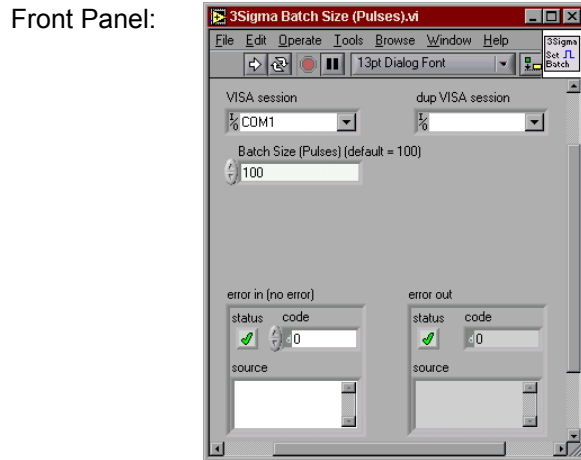 Front Panel:
3Sigma Batch Size (Pulses).vi
File Edit Operate Tools Browse Window Help
13pt Dialog Font
3Sigma
Set
Batch
VISA session dup VISA session
I/O COM1 I/O
Batch Size (Pulses) (default = 100)
100
error in (no error) error out
status code status code
d 0 d 0
source source